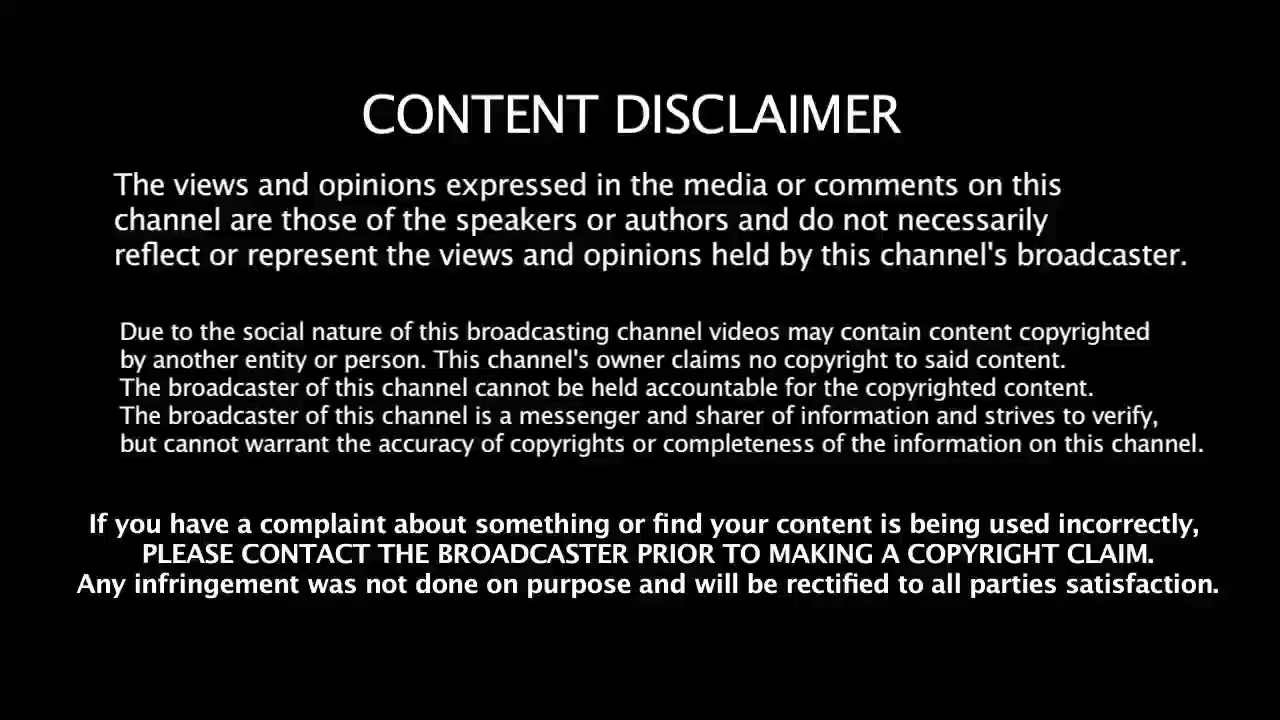 CONTENT DISCLAIMER
The views and opinions expressed in the media or comments on this
channel are those of the speakers or authors and do not necessarily
reflect or represent the views and opinions held by this channel's broadcaster.
Due to the social nature of this broadcasting channel videos may contain content copyrighted
by another entity or person. This channel's owner claims no copyright to said content.
The broadcaster of this channel cannot be held accountable for the copyrighted content.
The broadcaster of this channel is a messenger and sharer of information and strives to verify,
but cannot warrant the accuracy of copyrights or completeness of the information on this channel.
If you have a complaint about something or find your content is being used incorrectly,
PLEASE CONTACT THE BROADCASTER PRIOR TO MAKING A COPYRIGHT CLAIM.
Any infringement was not done on purpose and will be rectified to all parties satisfaction.